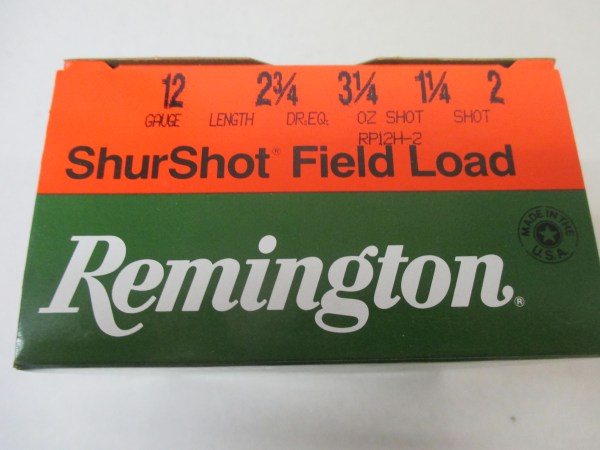 12 2¾ 3¼ 1¼ 2
GAUGE LENGTH DR:EQ: OZ SHOT SHOT
RP12H-2
ShurShot® Field Load
MADE IN THE
U.S.A.
Remington®